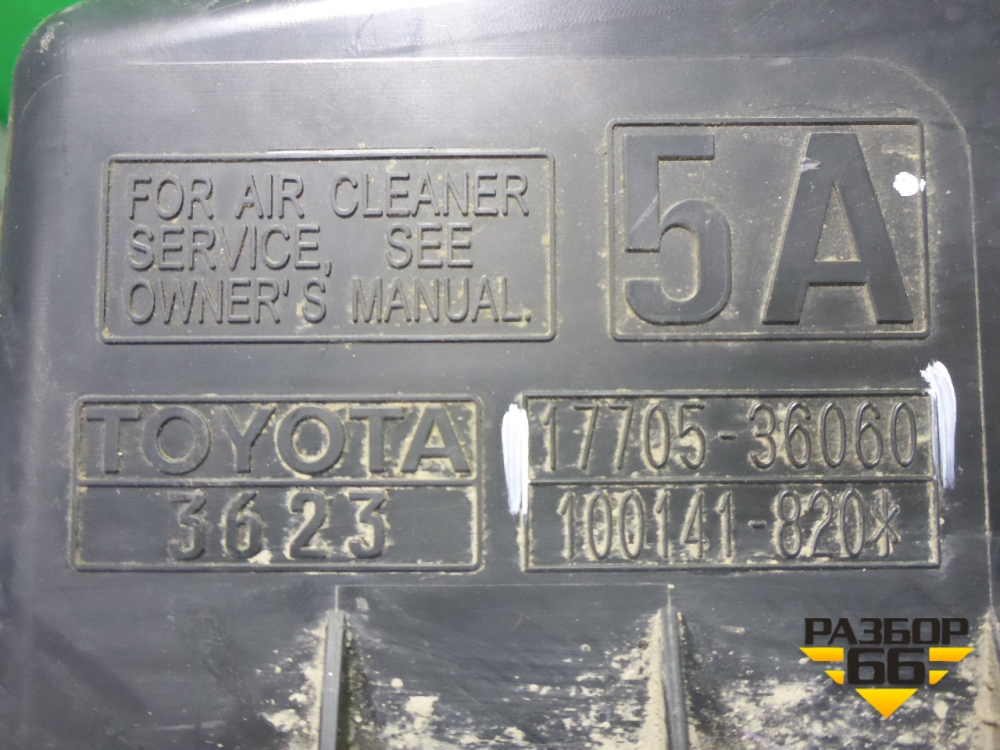 FOR AIR CLEANER
SERVICE, SEE
OWNER'S MANUAL.
5A
TOYOTA
3623
17705-36060
100141-820*
РАЗБОР
66